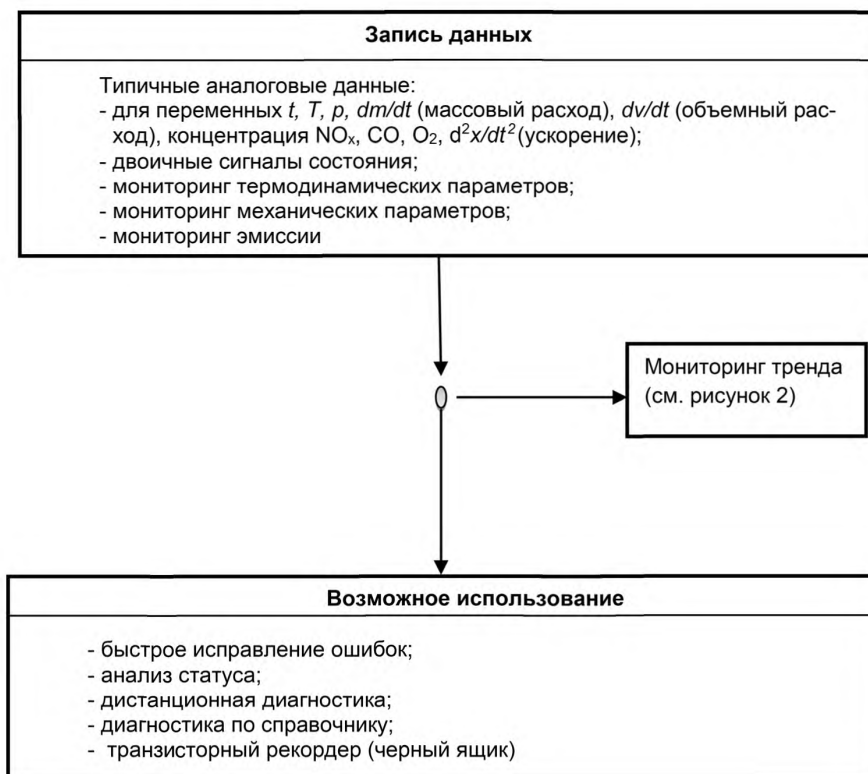 Запись данных
Типичные аналоговые данные:
- для переменных t, T, p, dm/dt (массовый расход), dv/dt (объемный рас-
ход), концентрация NOₓ, CO, O₂, d²x/dt² (ускорение);
- двоичные сигналы состояния;
- мониторинг термодинамических параметров;
- мониторинг механических параметров;
- мониторинг эмиссии
Мониторинг тренда
(см. рисунок 2)
Возможное использование
- быстрое исправление ошибок;
- анализ статуса;
- дистанционная диагностика;
- диагностика по справочнику;
- транзисторный рекордер (черный ящик)